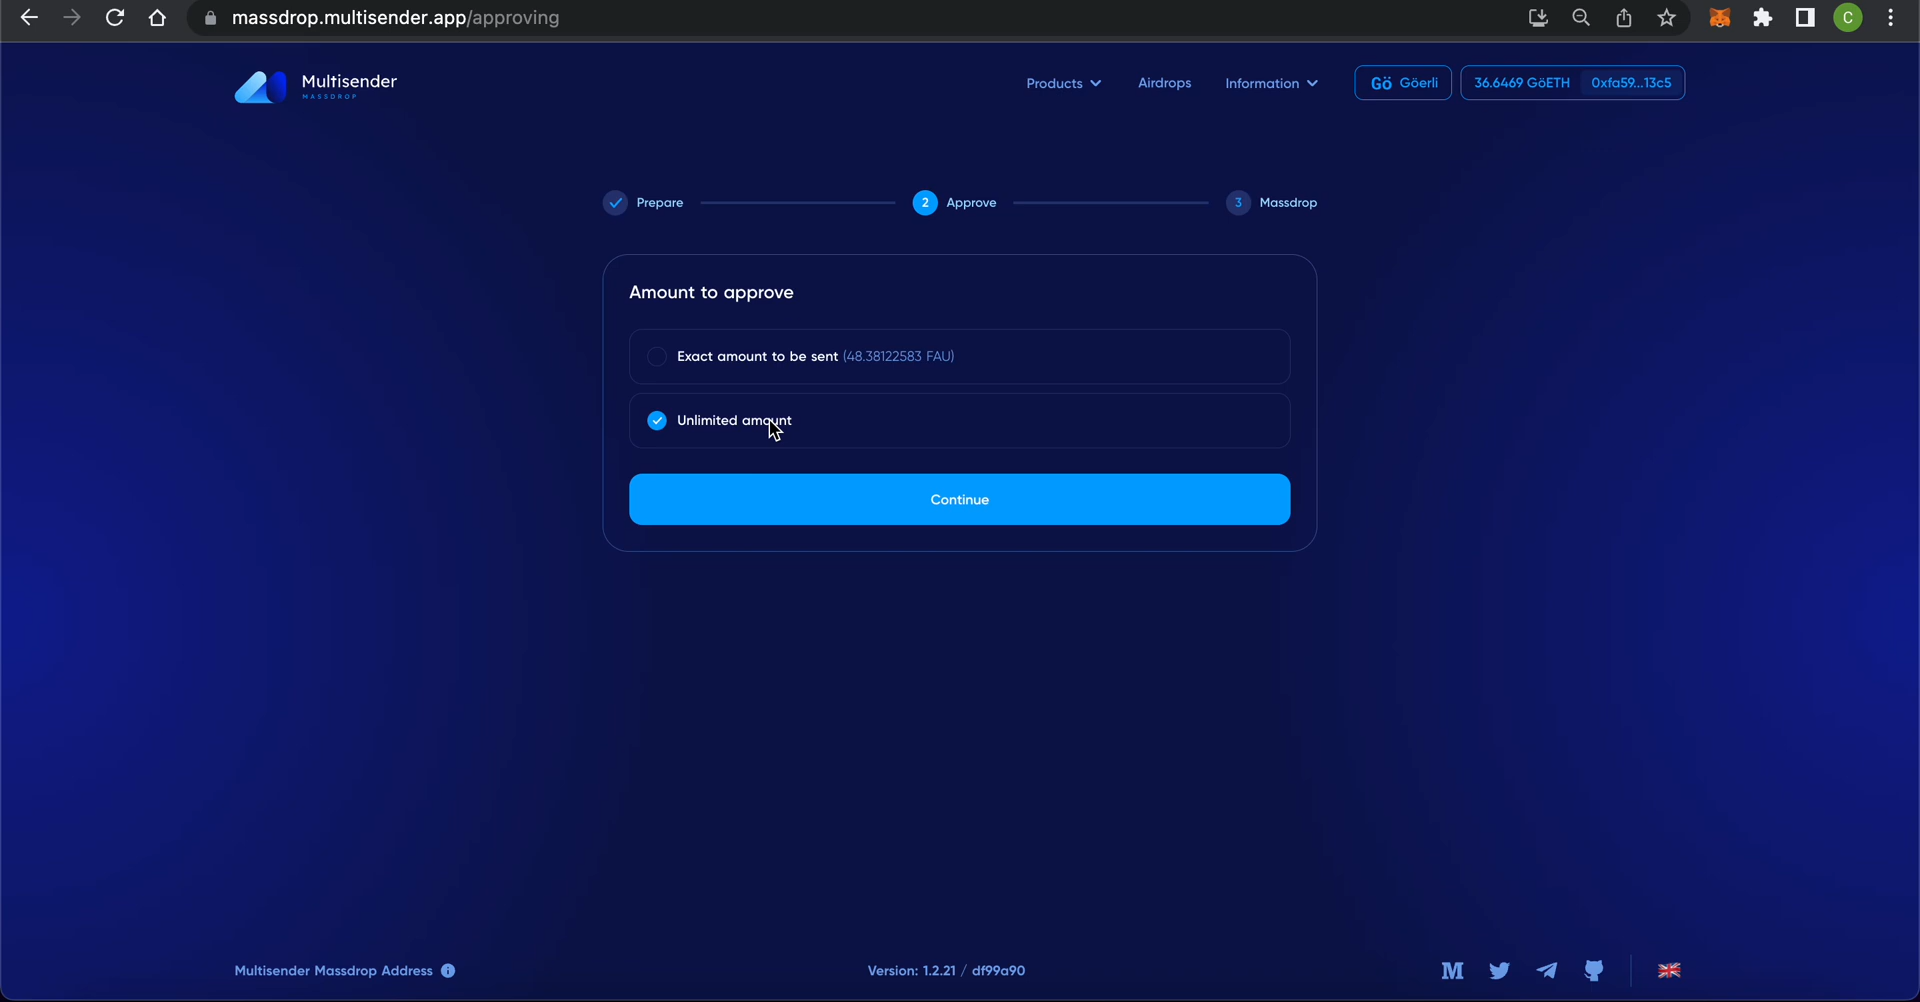 massdrop.multisender.app/approving
C
Multisender
MASSDROP
Products
Airdrops
Information
Gö Göerli
36.6469 GöETH 0xfa59...13c5
Prepare
2 Approve
3 Massdrop
Amount to approve
Exact amount to be sent (48.38122583 FAU)
Unlimited amount
Continue
Multisender Massdrop Address
Version: 1.2.21 / df99a90
M